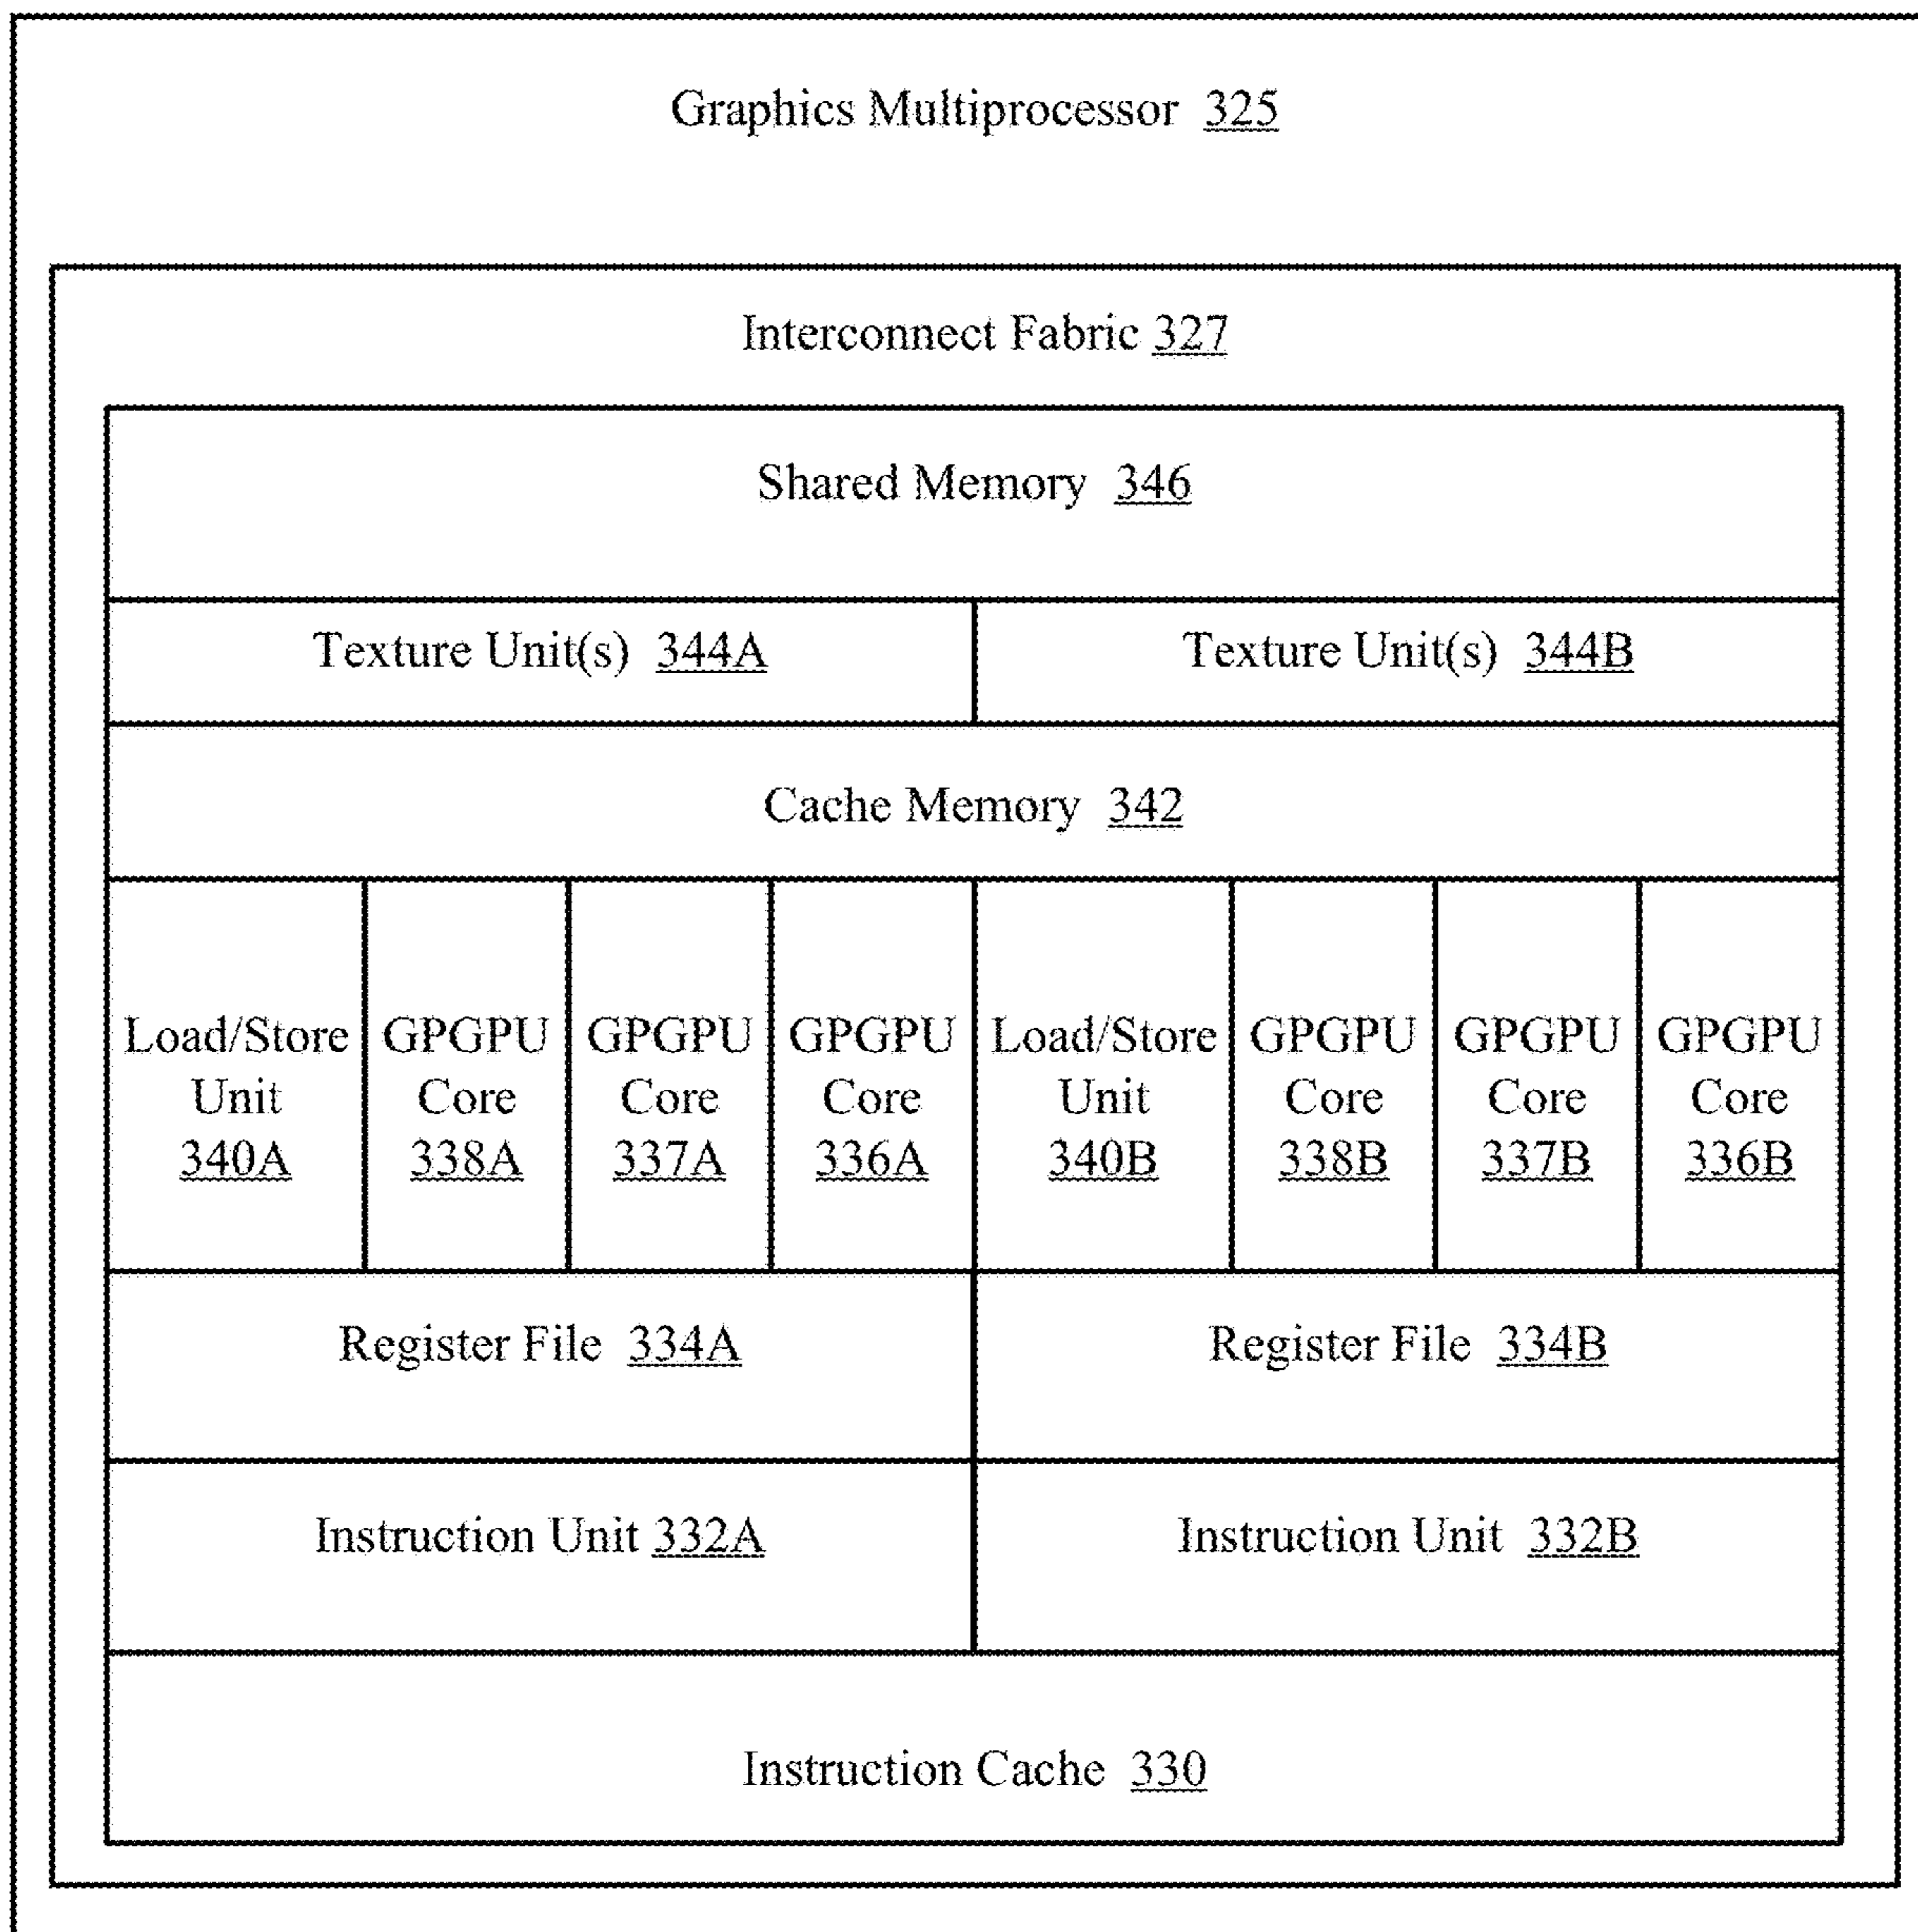 Graphics Multiprocessor 325
Interconnect Fabric 327
Shared Memory 346
Texture Unit(s) 344A
Texture Unit(s) 344B
Cache Memory 342
Load/Store
Unit
340A
GPGPU
Core
338A
GPGPU
Core
337A
GPGPU
Core
336A
Load/Store
Unit
340B
GPGPU
Core
338B
GPGPU
Core
337B
GPGPU
Core
336B
Register File 334A
Register File 334B
Instruction Unit 332A
Instruction Unit 332B
Instruction Cache 330